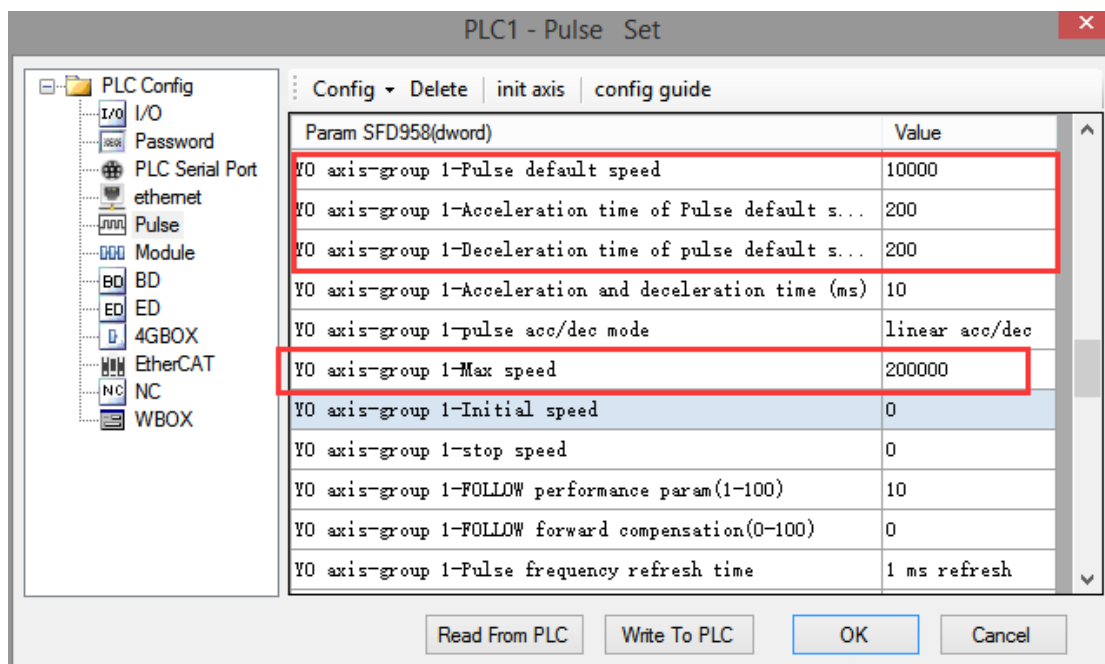 PLC1 - Pulse Set
PLC Config
I/O I/O
Password
PLC Serial Port
ethernet
Pulse
Module
BD BD
ED ED
4GBOX
EtherCAT
NC NC
WBOX
Config Delete init axis config guide
Param SFD958(dword) Value
Y0 axis-group 1-Pulse default speed 10000
Y0 axis-group 1-Acceleration time of Pulse default s... 200
Y0 axis-group 1-Deceleration time of pulse default s... 200
Y0 axis-group 1-Acceleration and deceleration time (ms) 10
Y0 axis-group 1-pulse acc/dec mode linear acc/dec
Y0 axis-group 1-Max speed 200000
Y0 axis-group 1-Initial speed 0
Y0 axis-group 1-stop speed 0
Y0 axis-group 1-FOLLOW performance param(1-100) 10
Y0 axis-group 1-FOLLOW forward compensation(0-100) 0
Y0 axis-group 1-Pulse frequency refresh time 1 ms refresh
Read From PLC Write To PLC OK Cancel